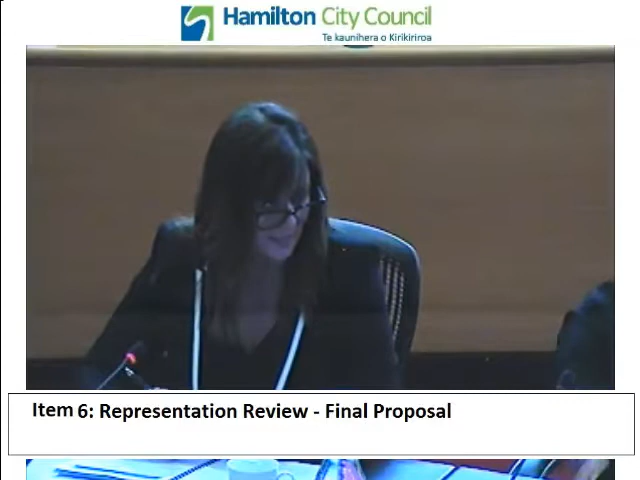 Hamilton City Council
Te kaunihera o Kirikiriroa
Item 6: Representation Review - Final Proposal